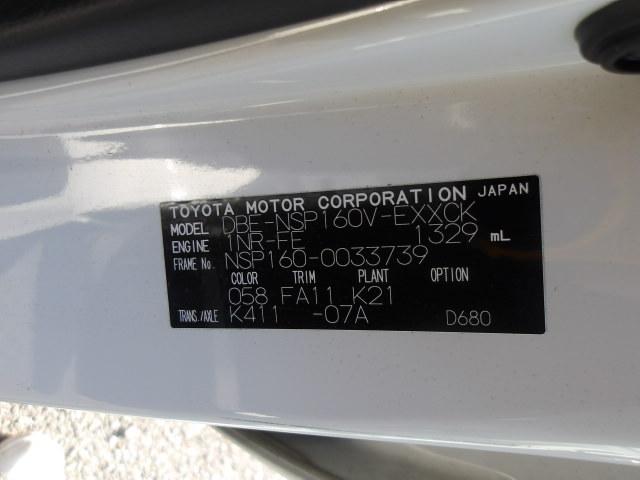 TOYOTA MOTOR CORPORATION JAPAN
MODEL DBE-NSP160V-EXXCK
ENGINE 1NR-FE 1329 mL
FRAME No. NSP160-0033739
COLOR TRIM PLANT OPTION
058 FA11 K21
TRANS./AXLE K411 -07A D680